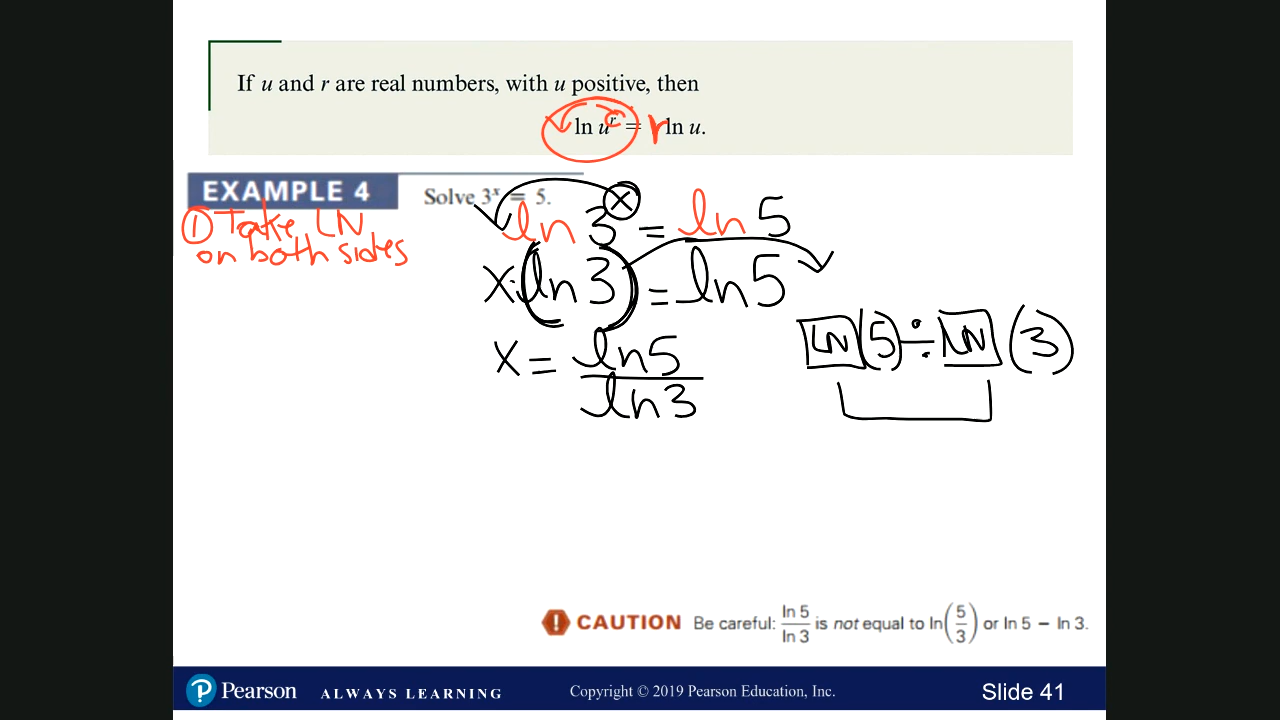 If u and r are real numbers, with u positive, then
ln uʳ = r ln u.
EXAMPLE 4 Solve 3ˣ = 5.
① Take LN
on both sides
ln 3ˣ = ln 5
x·(ln 3) = ln 5
x = ln5/ln3
LN (5) ÷ LN (3)
! CAUTION Be careful: ln 5/ln 3 is not equal to ln(5/3) or ln 5 − ln 3.
P Pearson ALWAYS LEARNING Copyright © 2019 Pearson Education, Inc. Slide 41